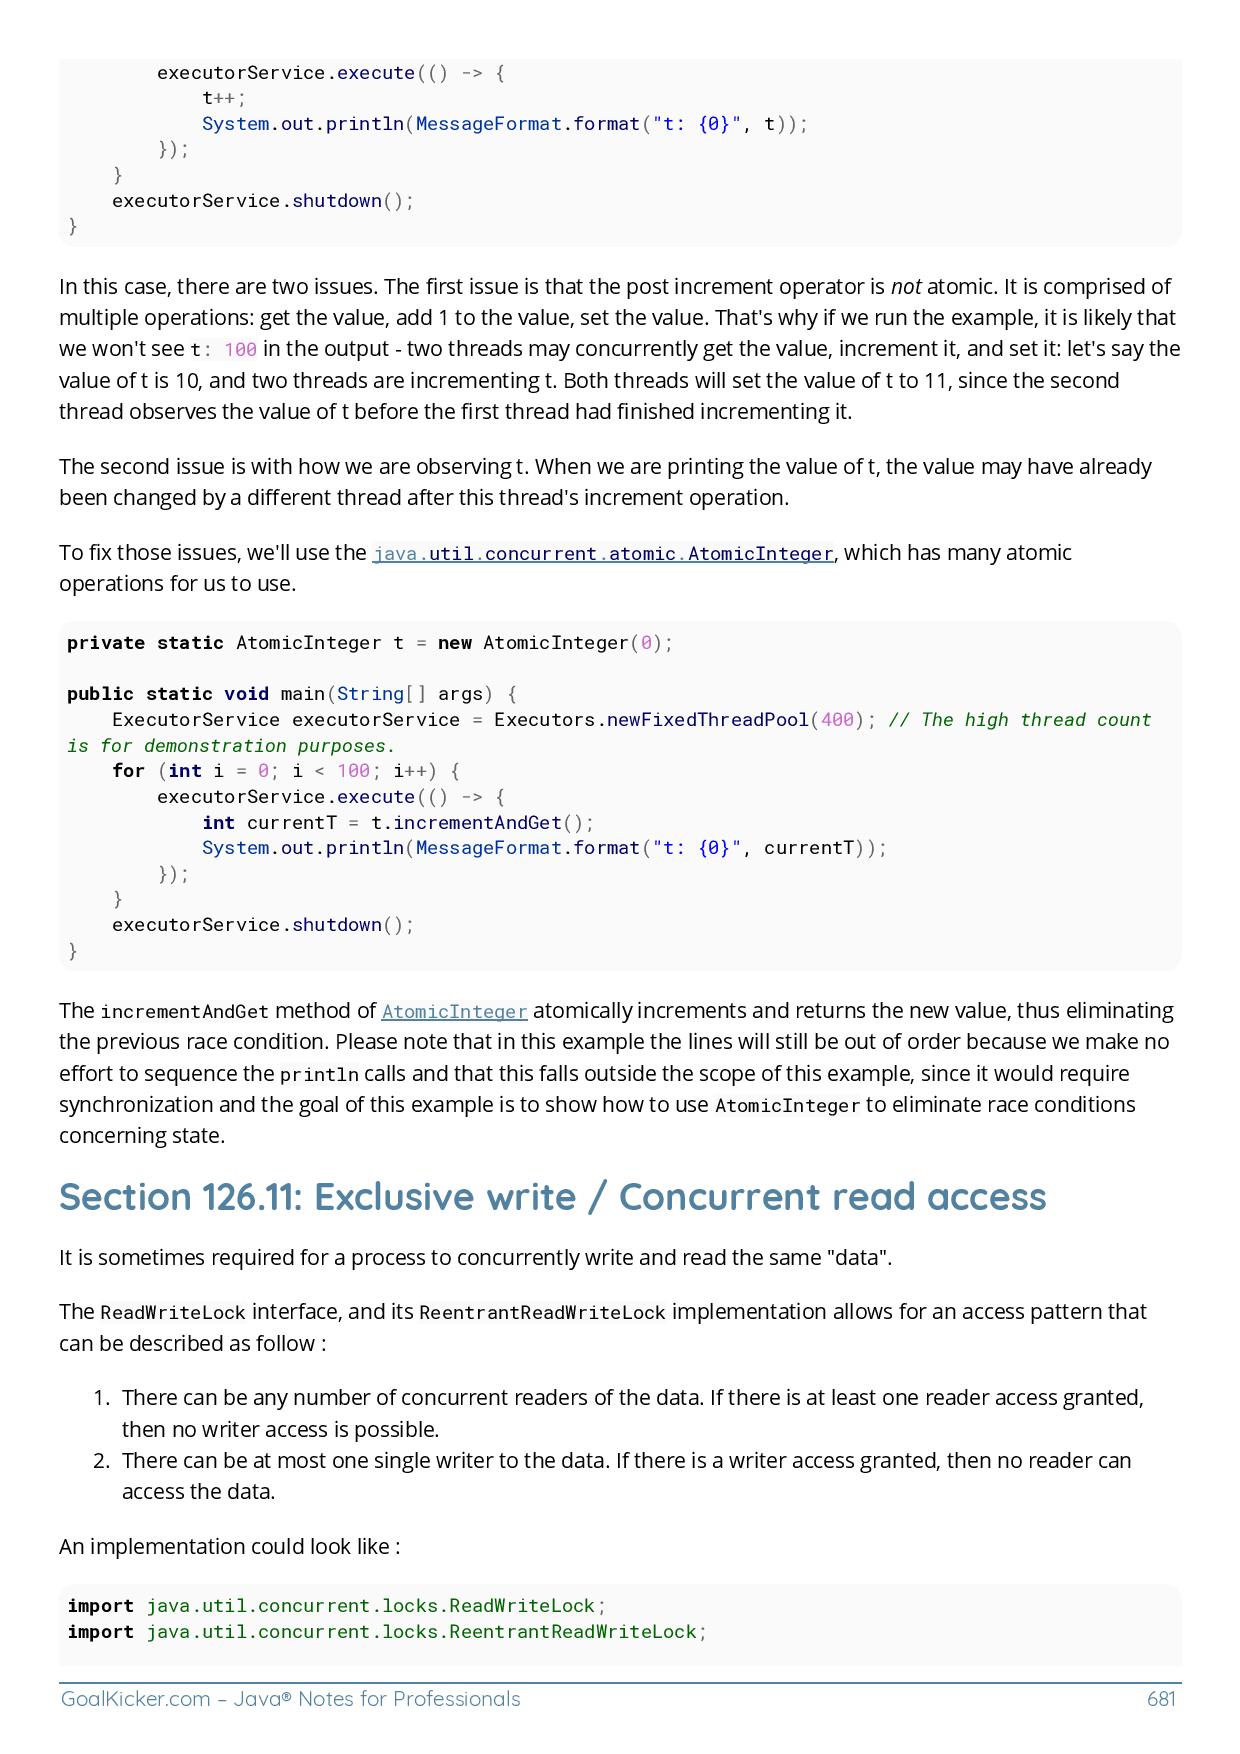 executorService.execute(() -> {
            t++;
            System.out.println(MessageFormat.format("t: {0}", t));
        });
    }
    executorService.shutdown();
}
In this case, there are two issues. The first issue is that the post increment operator is not atomic. It is comprised of
multiple operations: get the value, add 1 to the value, set the value. That's why if we run the example, it is likely that
we won't see t: 100 in the output - two threads may concurrently get the value, increment it, and set it: let's say the
value of t is 10, and two threads are incrementing t. Both threads will set the value of t to 11, since the second
thread observes the value of t before the first thread had finished incrementing it.
The second issue is with how we are observing t. When we are printing the value of t, the value may have already
been changed by a different thread after this thread's increment operation.
To fix those issues, we'll use the java.util.concurrent.atomic.AtomicInteger, which has many atomic
operations for us to use.
private static AtomicInteger t = new AtomicInteger(0);
public static void main(String[] args) {
    ExecutorService executorService = Executors.newFixedThreadPool(400); // The high thread count
is for demonstration purposes.
    for (int i = 0; i < 100; i++) {
        executorService.execute(() -> {
            int currentT = t.incrementAndGet();
            System.out.println(MessageFormat.format("t: {0}", currentT));
        });
    }
    executorService.shutdown();
}
The incrementAndGet method of AtomicInteger atomically increments and returns the new value, thus eliminating
the previous race condition. Please note that in this example the lines will still be out of order because we make no
effort to sequence the println calls and that this falls outside the scope of this example, since it would require
synchronization and the goal of this example is to show how to use AtomicInteger to eliminate race conditions
concerning state.
Section 126.11: Exclusive write / Concurrent read access
It is sometimes required for a process to concurrently write and read the same "data".
The ReadWriteLock interface, and its ReentrantReadWriteLock implementation allows for an access pattern that
can be described as follow :
1. There can be any number of concurrent readers of the data. If there is at least one reader access granted,
then no writer access is possible.
2. There can be at most one single writer to the data. If there is a writer access granted, then no reader can
access the data.
An implementation could look like :
import java.util.concurrent.locks.ReadWriteLock;
import java.util.concurrent.locks.ReentrantReadWriteLock;
GoalKicker.com – Java® Notes for Professionals 681